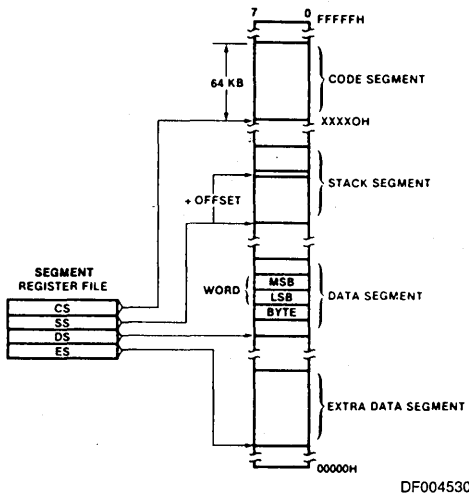 7 0
FFFFFH
64 KB
CODE SEGMENT
XXXX0H
STACK SEGMENT
+ OFFSET
SEGMENT
REGISTER FILE
CS
SS
DS
ES
WORD
MSB
LSB
BYTE
DATA SEGMENT
EXTRA DATA SEGMENT
00000H
DF004530